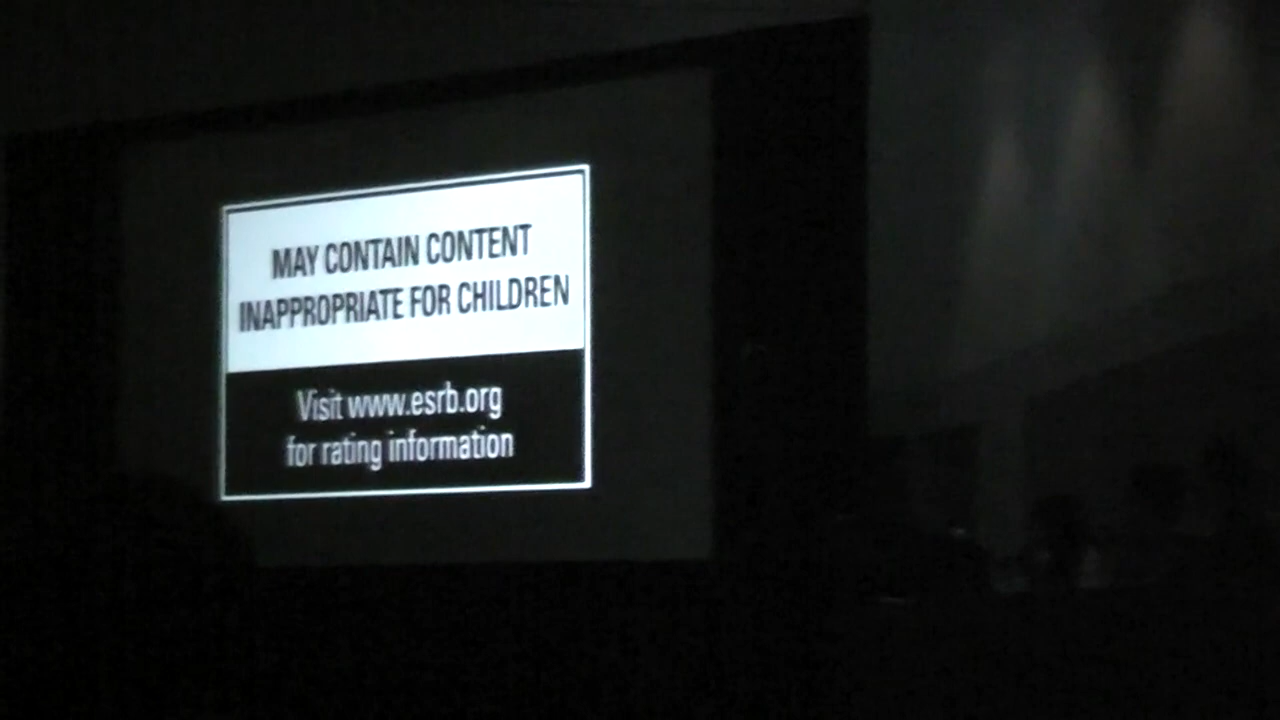 MAY CONTAIN CONTENT
INAPPROPRIATE FOR CHILDREN
Visit www.esrb.org
for rating information